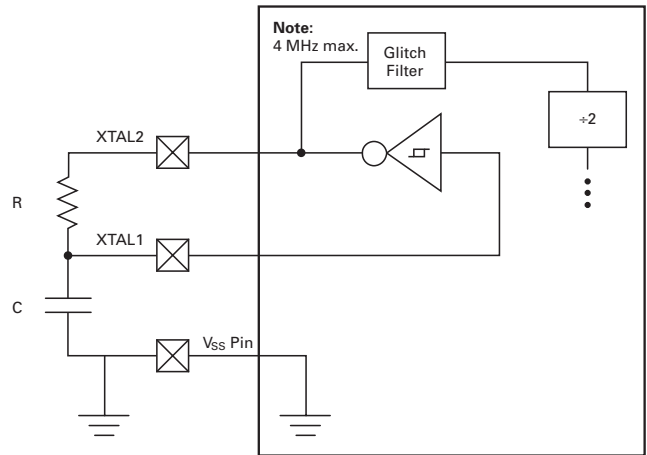 Note:
4 MHz max.
Glitch
Filter
÷2
XTAL2
R
XTAL1
C
VSS Pin